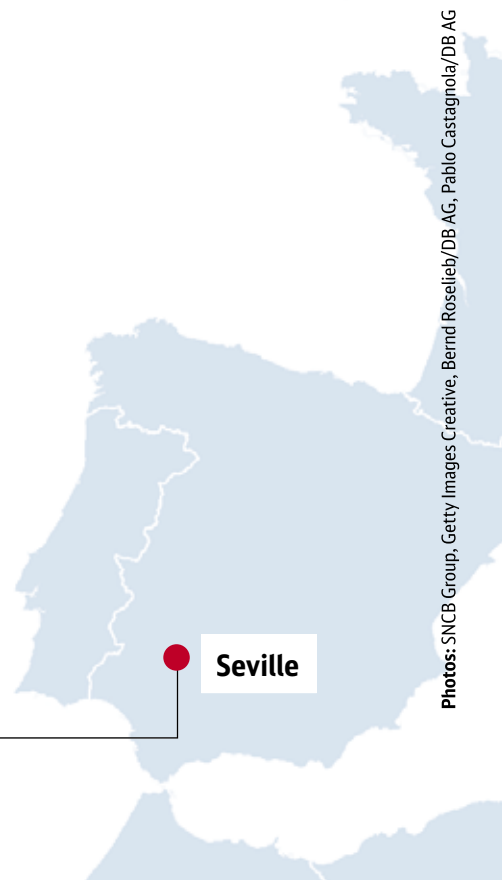 Photos: SNCB Group, Getty Images Creative, Bernd Roselieb/DB AG, Pablo Castagnola/DB AG
Seville